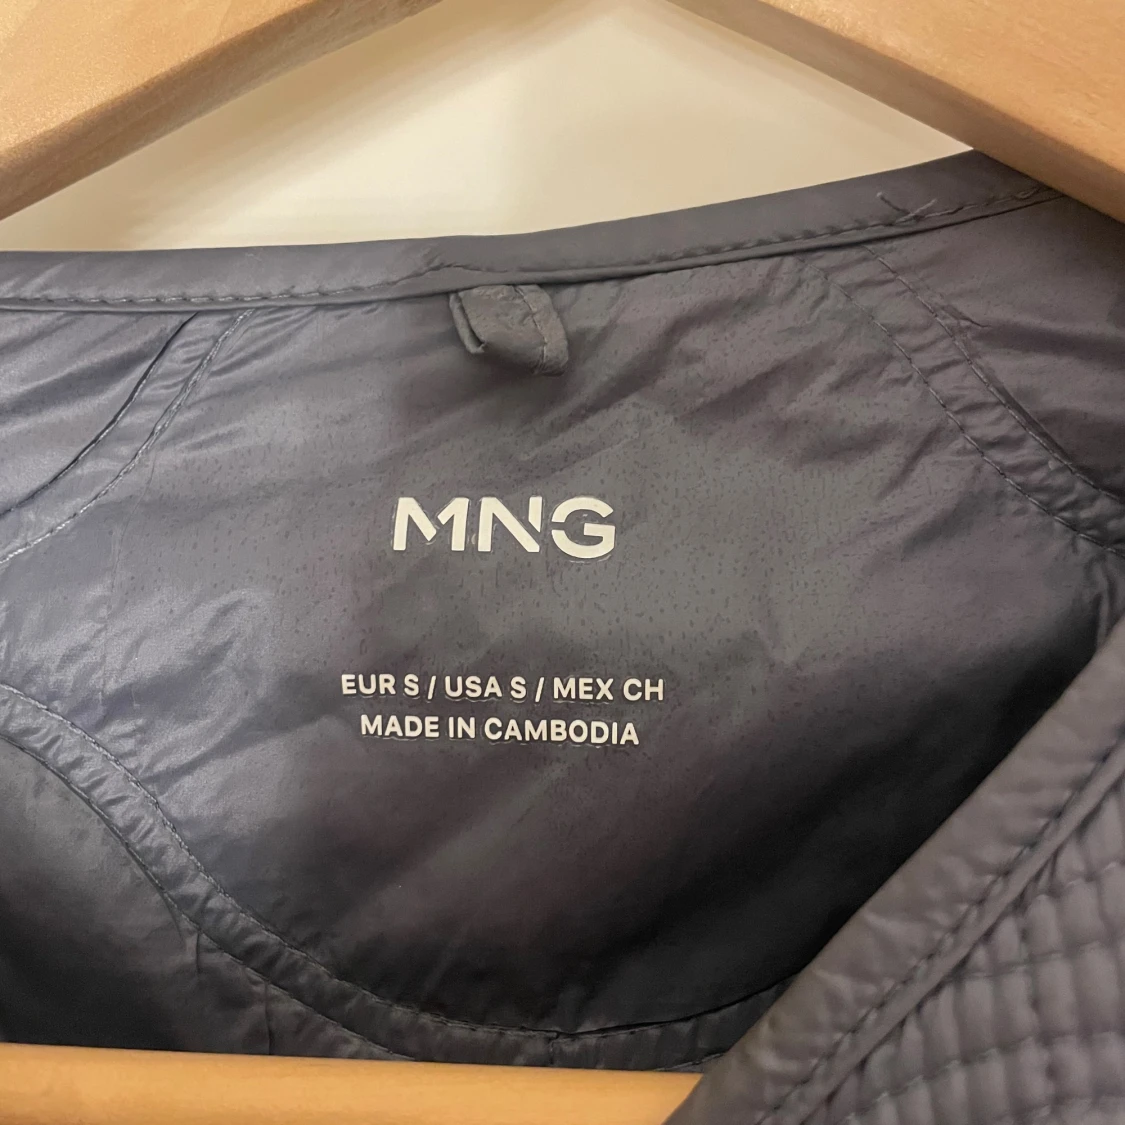 MNG
EUR S / USA S / MEX CH
MADE IN CAMBODIA